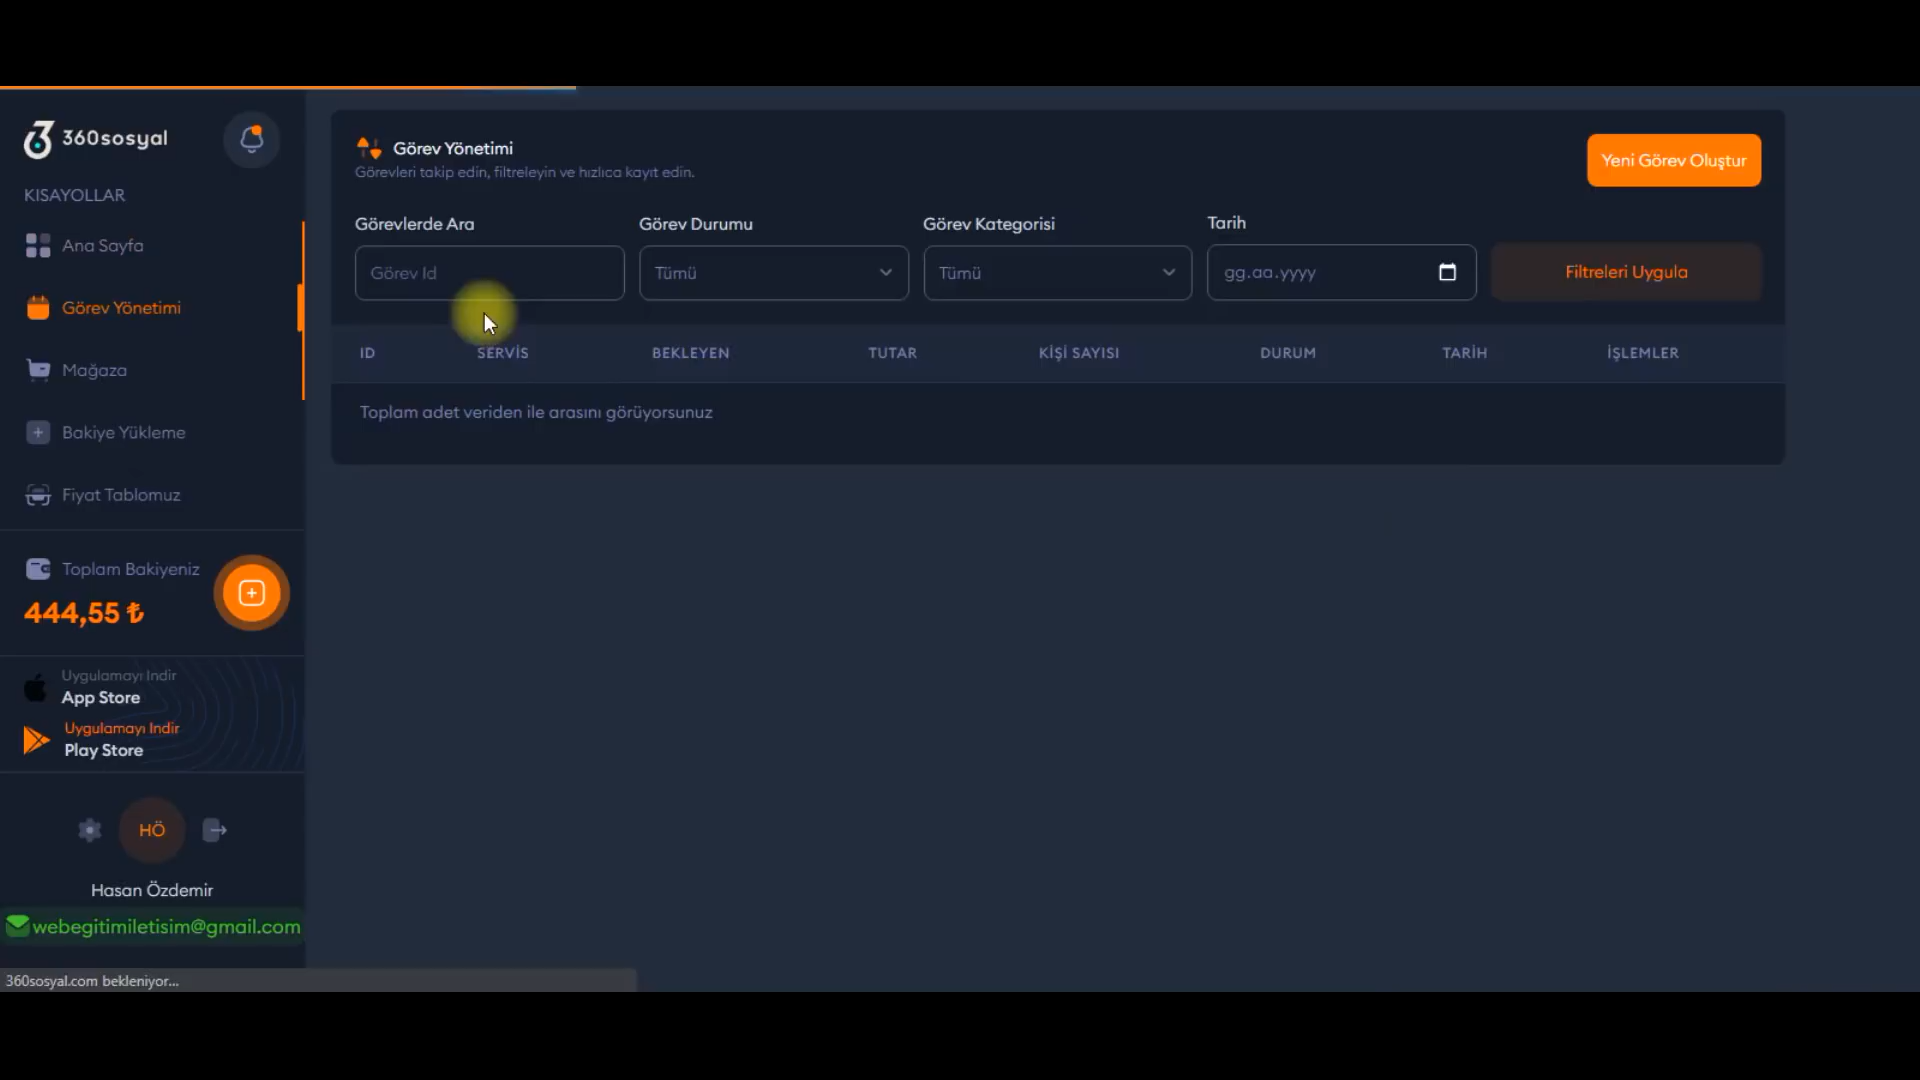 360sosyal
KISAYOLLAR
Ana Sayfa
Görev Yönetimi
Mağaza
Bakiye Yükleme
Fiyat Tablomuz
Toplam Bakiyeniz
444,55 ₺
Uygulamayı Indir
App Store
Uygulamayı Indir
Play Store
HÖ
Hasan Özdemir
webegitimiletisim@gmail.com
360sosyal.com bekleniyor...
Görev Yönetimi
Görevleri takip edin, filtreleyin ve hızlıca kayıt edin.
Yeni Görev Oluştur
Görevlerde Ara Görev Durumu Görev Kategorisi Tarih
Görev Id Tümü Tümü gg.aa.yyyy Filtreleri Uygula
ID SERVİS BEKLEYEN TUTAR KİŞİ SAYISI DURUM TARİH İŞLEMLER
Toplam adet veriden ile arasını görüyorsunuz